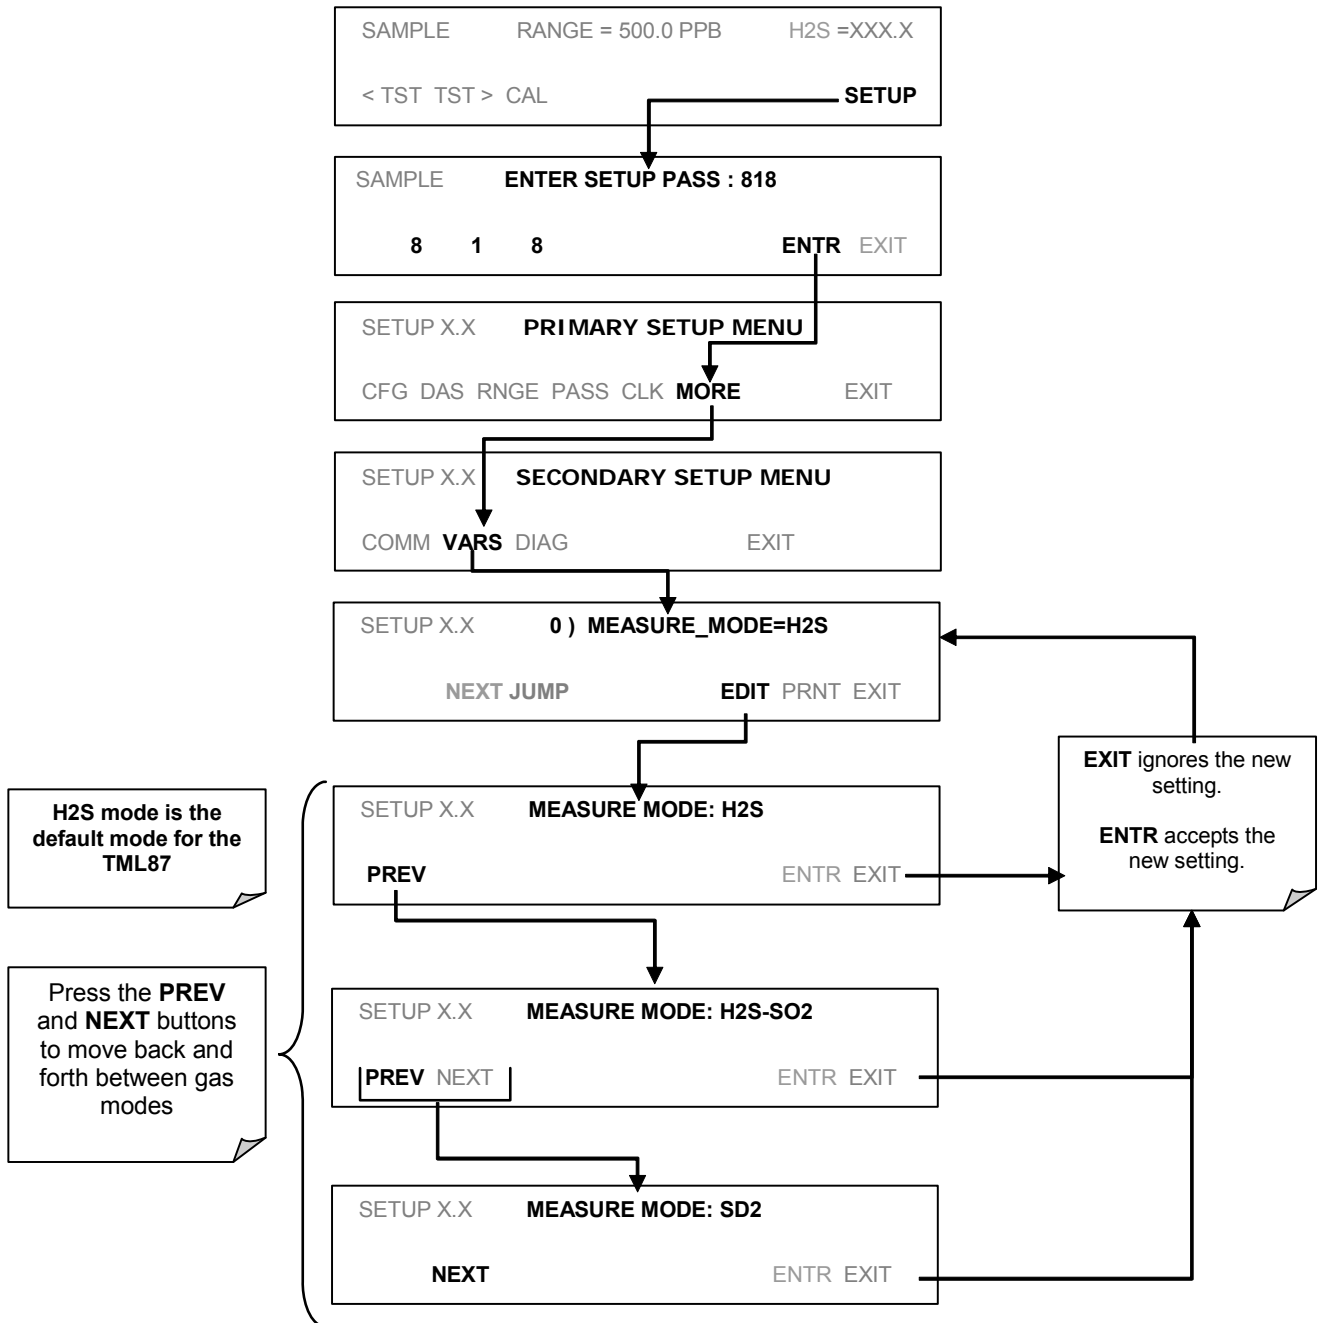 SAMPLE RANGE = 500.0 PPB H2S =XXX.X
< TST TST > CAL SETUP
SAMPLE ENTER SETUP PASS : 818
8 1 8 ENTR EXIT
SETUP X.X PRIMARY SETUP MENU
CFG DAS RNGE PASS CLK MORE EXIT
SETUP X.X SECONDARY SETUP MENU
COMM VARS DIAG EXIT
SETUP X.X 0 ) MEASURE_MODE=H2S
NEXT JUMP EDIT PRNT EXIT
EXIT ignores the new
setting.
ENTR accepts the
new setting.
H2S mode is the
default mode for the
TML87
SETUP X.X MEASURE MODE: H2S
PREV ENTR EXIT
Press the PREV
and NEXT buttons
to move back and
forth between gas
modes
SETUP X.X MEASURE MODE: H2S-SO2
PREV NEXT ENTR EXIT
SETUP X.X MEASURE MODE: SD2
NEXT ENTR EXIT